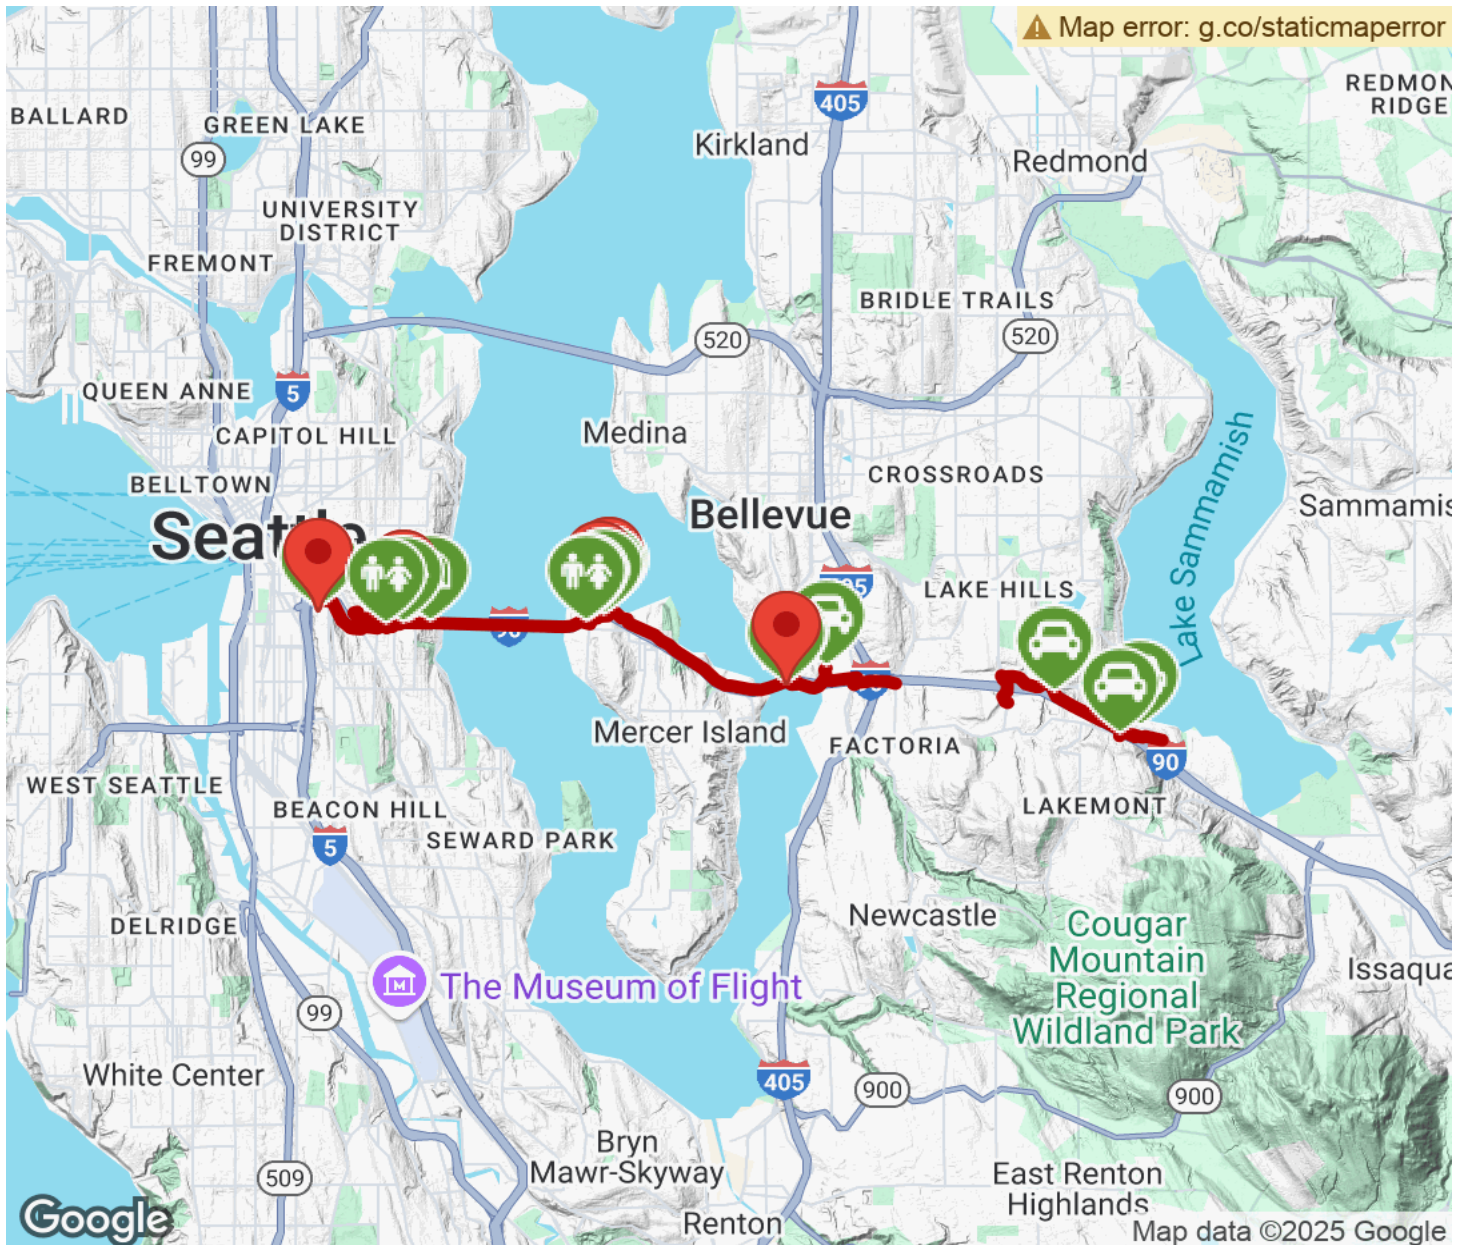 Map error: g.co/staticmaperror
BALLARD
GREEN LAKE
99
405
Kirkland
Redmond
REDMON
RIDGE
UNIVERSITY
DISTRICT
FREMONT
BRIDLE TRAILS
520
520
QUEEN ANNE
5
CAPITOL HILL
Medina
BELLTOWN
CROSSROADS
Lake Sammamish
Sammamis
Seattle
Bellevue
LAKE HILLS
Mercer Island
FACTORIA
90
WEST SEATTLE
BEACON HILL
LAKEMONT
5
SEWARD PARK
DELRIDGE
Newcastle
Cougar
Mountain
Regional
Wildland Park
Issaqua
The Museum of Flight
99
White Center
405
900
900
Bryn
Mawr-Skyway
509
East Renton
Highlands
Renton
Google
Map data ©2025 Google